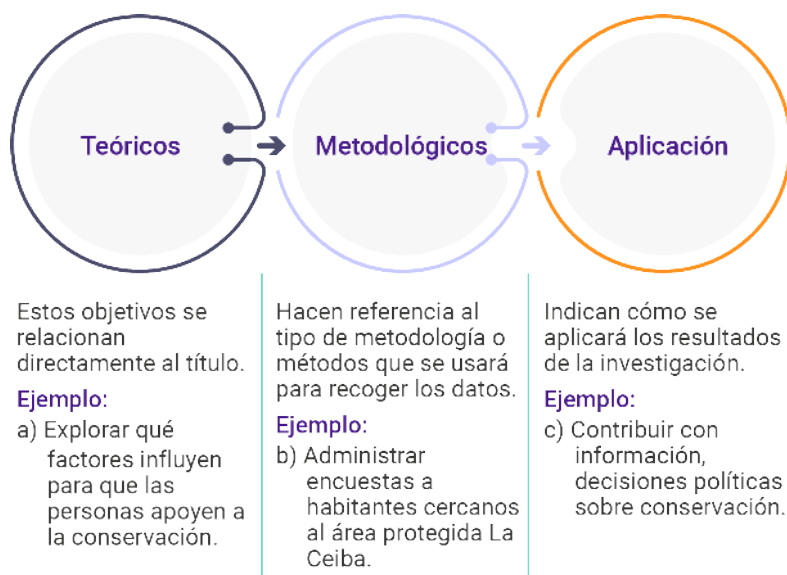 Teóricos
Metodológicos
Aplicación
Estos objetivos se
relacionan
directamente al título.
Ejemplo:
a) Explorar qué
factores influyen
para que las
personas apoyen a
la conservación.
Hacen referencia al
tipo de metodología o
métodos que se usará
para recoger los datos.
Ejemplo:
b) Administrar
encuestas a
habitantes cercanos
al área protegida La
Ceiba.
Indican cómo se
aplicará los resultados
de la investigación.
Ejemplo:
c) Contribuir con
información,
decisiones políticas
sobre conservación.